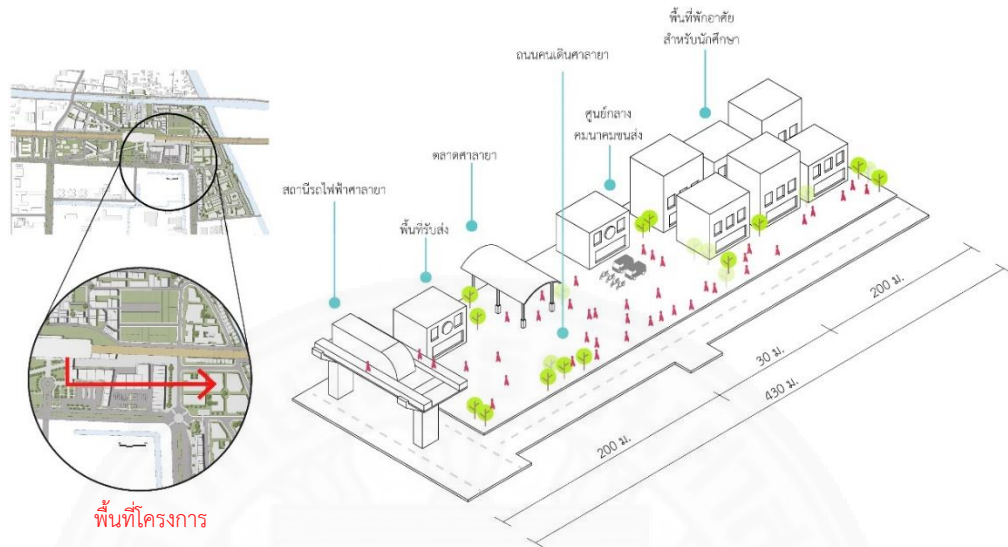 พื้นที่พักอาศัย
สำหรับนักศึกษา
ถนนคนเดินศาลายา
ศูนย์กลาง
คมนาคมขนส่ง
ตลาดศาลายา
สถานีรถไฟฟ้าศาลายา
พื้นที่รับส่ง
200 ม.
30 ม.
430 ม.
200 ม.
พื้นที่โครงการ